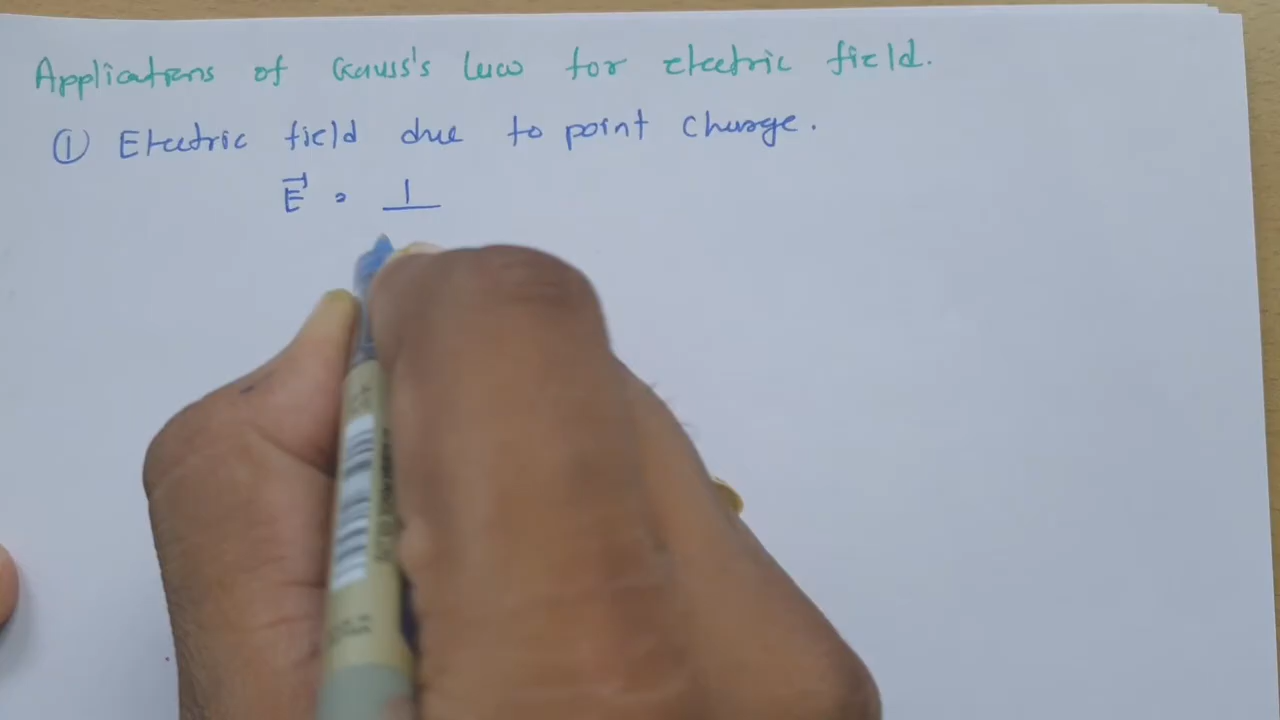 Applications of Gauss's Law for electric field.
① Electric field due to point charge.
E⃗ = 1